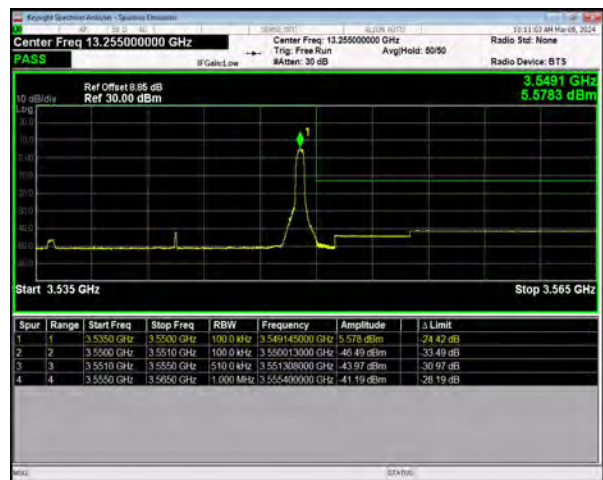 Keysight Spectrum Analyzer - Spurious Emissions
SENSE:INT
ALIGN AUTO
10:11:02 AM Mar 09, 2024
Center Freq 13.255000000 GHz
Center Freq: 13.255000000 GHz
Radio Std: None
Trig: Free Run
Avg|Hold: 50/50
PASS
IFGain:Low
#Atten: 30 dB
Radio Device: BTS
3.5491 GHz
5.5783 dBm
Ref Offset 8.85 dB
10 dB/div
Ref 30.00 dBm
Log
1
Start 3.535 GHz
Stop 3.565 GHz
Spur Range Start Freq Stop Freq RBW Frequency Amplitude Δ Limit
1 1 3.5350 GHz 3.5500 GHz 100.0 kHz 3.549145000 GHz 5.578 dBm -24.42 dB
2 2 3.5500 GHz 3.5510 GHz 100.0 kHz 3.550013000 GHz -46.49 dBm -33.49 dB
3 3 3.5510 GHz 3.5550 GHz 510.0 kHz 3.551308000 GHz -43.97 dBm -30.97 dB
4 4 3.5550 GHz 3.5650 GHz 1.000 MHz 3.555400000 GHz -41.19 dBm -28.19 dB
MSG
STATUS